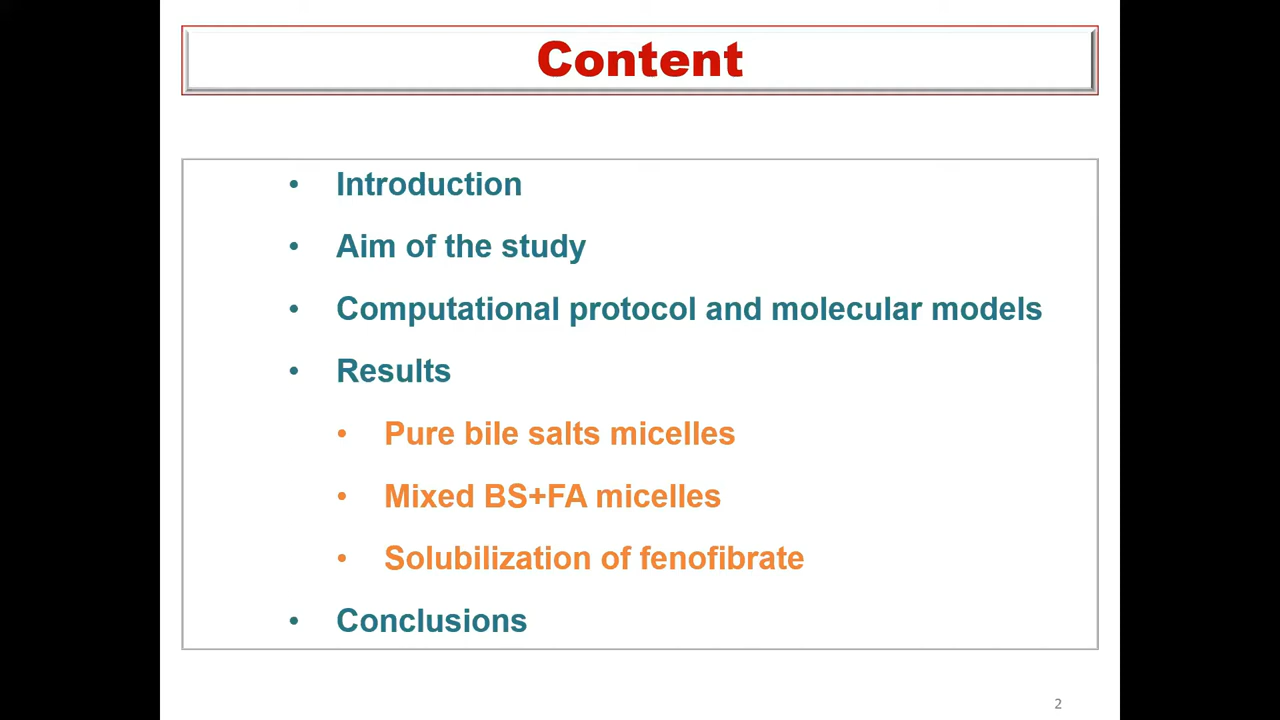 Content
• Introduction
• Aim of the study
• Computational protocol and molecular models
• Results
• Pure bile salts micelles
• Mixed BS+FA micelles
• Solubilization of fenofibrate
• Conclusions
2